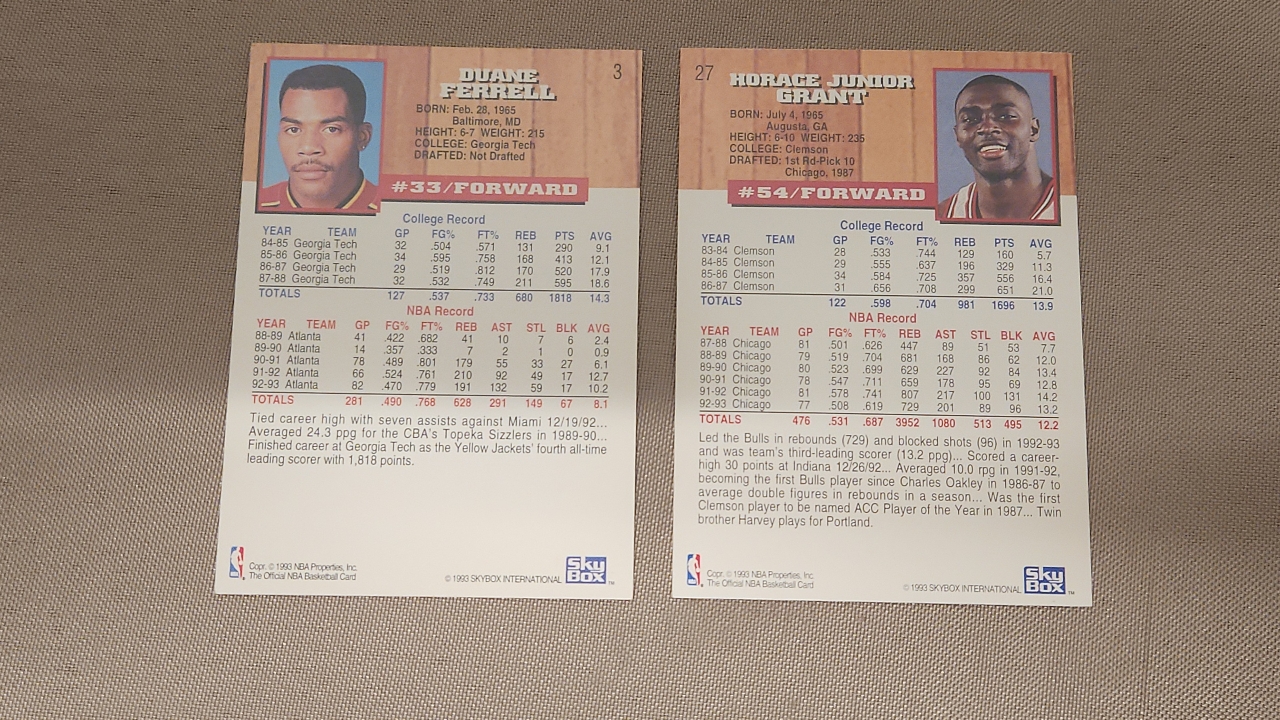 3
DUANE
FERRELL
BORN: Feb. 28, 1965
Baltimore, MD
HEIGHT: 6-7 WEIGHT: 215
COLLEGE: Georgia Tech
DRAFTED: Not Drafted
#33/FORWARD
College Record
YEAR TEAM GP FG% FT% REB PTS AVG
84-85 Georgia Tech 32 .504 .571 131 290 9.1
85-86 Georgia Tech 34 .595 .758 168 413 12.1
86-87 Georgia Tech 29 .519 .812 170 520 17.9
87-88 Georgia Tech 32 .532 .749 211 595 18.6
TOTALS 127 .537 .733 680 1818 14.3
NBA Record
YEAR TEAM GP FG% FT% REB AST STL BLK AVG
88-89 Atlanta 41 .422 .682 41 10 7 6 2.4
89-90 Atlanta 14 .357 .333 7 2 1 0 0.9
90-91 Atlanta 78 .489 .801 179 55 33 27 6.1
91-92 Atlanta 66 .524 .761 210 92 49 17 12.7
92-93 Atlanta 82 .470 .779 191 132 59 17 10.2
TOTALS 281 .490 .768 628 291 149 67 8.1
Tied career high with seven assists against Miami 12/19/92...
Averaged 24.3 ppg for the CBA's Topeka Sizzlers in 1989-90...
Finished career at Georgia Tech as the Yellow Jackets' fourth all-time
leading scorer with 1,818 points.
Copr. © 1993 NBA Properties, Inc.
The Official NBA Basketball Card
© 1993 SKYBOX INTERNATIONAL
SkyBox™
27
HORACE JUNIOR
GRANT
BORN: July 4, 1965
Augusta, GA
HEIGHT: 6-10 WEIGHT: 235
COLLEGE: Clemson
DRAFTED: 1st Rd-Pick 10
Chicago, 1987
#54/FORWARD
College Record
YEAR TEAM GP FG% FT% REB PTS AVG
83-84 Clemson 28 .533 .744 129 160 5.7
84-85 Clemson 29 .555 .637 196 329 11.3
85-86 Clemson 34 .584 .725 357 556 16.4
86-87 Clemson 31 .656 .708 299 651 21.0
TOTALS 122 .598 .704 981 1696 13.9
NBA Record
YEAR TEAM GP FG% FT% REB AST STL BLK AVG
87-88 Chicago 81 .501 .626 447 89 51 53 7.7
88-89 Chicago 79 .519 .704 681 168 86 62 12.0
89-90 Chicago 80 .523 .699 629 227 92 84 13.4
90-91 Chicago 78 .547 .711 659 178 95 69 12.8
91-92 Chicago 81 .578 .741 807 217 100 131 14.2
92-93 Chicago 77 .508 .619 729 201 89 96 13.2
TOTALS 476 .531 .687 3952 1080 513 495 12.2
Led the Bulls in rebounds (729) and blocked shots (96) in 1992-93
and was team's third-leading scorer (13.2 ppg)... Scored a career-
high 30 points at Indiana 12/26/92... Averaged 10.0 rpg in 1991-92,
becoming the first Bulls player since Charles Oakley in 1986-87 to
average double figures in rebounds in a season... Was the first
Clemson player to be named ACC Player of the Year in 1987... Twin
brother Harvey plays for Portland.
Copr. © 1993 NBA Properties, Inc.
The Official NBA Basketball Card
© 1993 SKYBOX INTERNATIONAL
SkyBox™